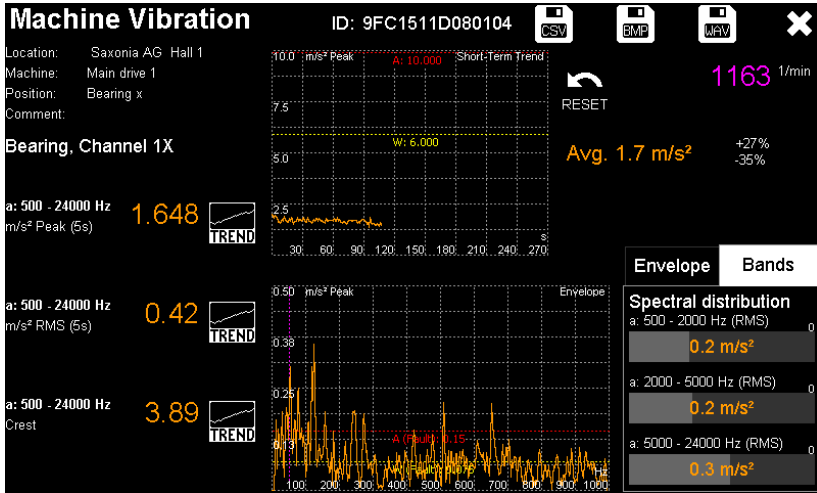 Machine Vibration
ID: 9FC1511D080104
CSV
BMP
WAV
Location: Saxonia AG Hall 1
Machine: Main drive 1
Position: Bearing x
Comment:
Bearing, Channel 1X
10.0 m/s² Peak
A: 10.000
Short-Term Trend
7.5
W: 6.000
5.0
2.5
s
30 60 90 120 150 180 210 240 270
RESET
1163 1/min
Avg. 1.7 m/s²
+27%
-35%
a: 500 - 24000 Hz
m/s² Peak (5s)
1.648
TREND
a: 500 - 24000 Hz
m/s² RMS (5s)
0.42
TREND
a: 500 - 24000 Hz
Crest
3.89
TREND
0.50 m/s² Peak
Envelope
0.38
0.25
0.13
A (Fault): 0.15
Hz
100 200 300 400 500 600 700 800 900 1000
Envelope
Bands
Spectral distribution
a: 500 - 2000 Hz (RMS)
0
0.2 m/s²
a: 2000 - 5000 Hz (RMS)
0
0.2 m/s²
a: 5000 - 24000 Hz (RMS)
0
0.3 m/s²